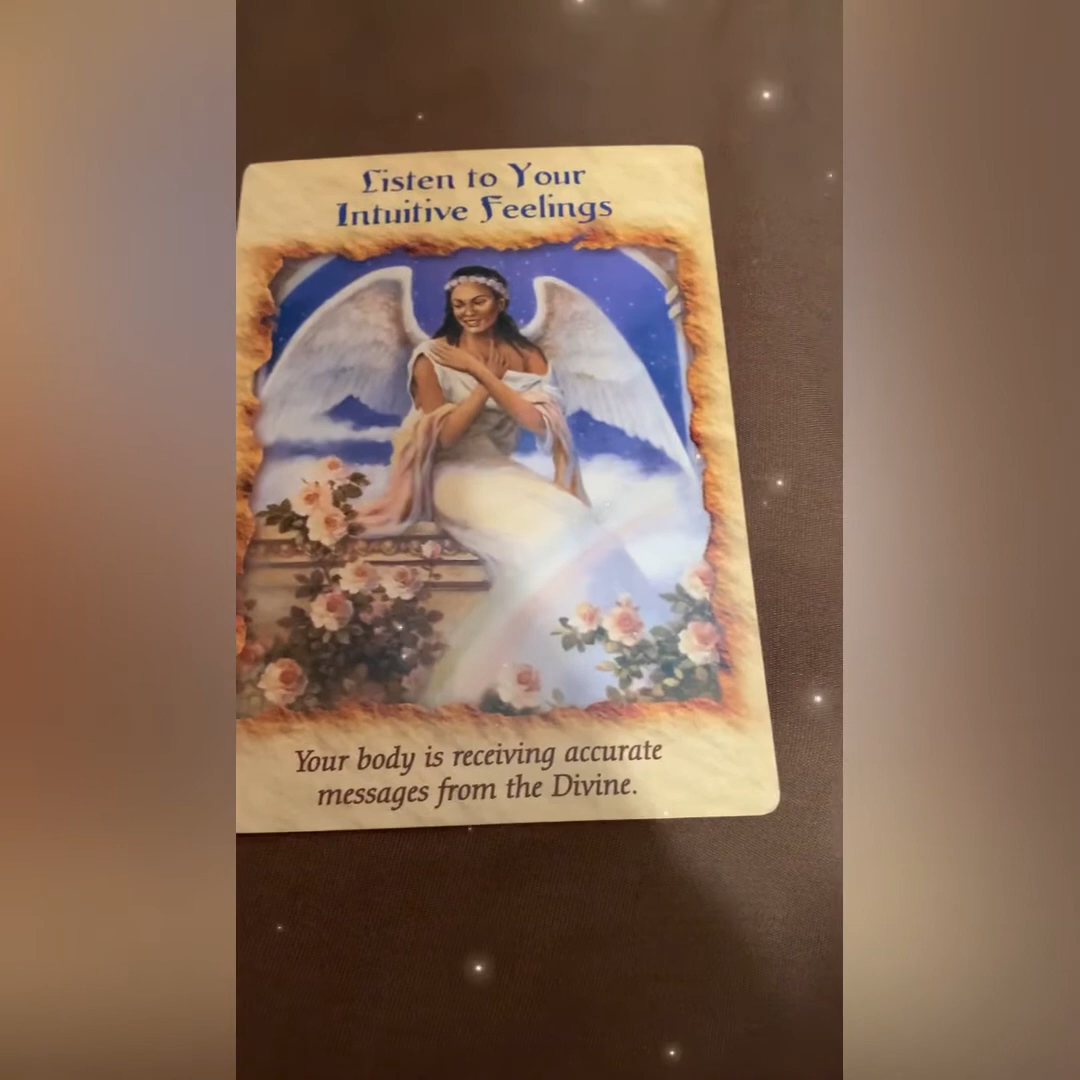 Listen to Your
Intuitive Feelings
Your body is receiving accurate
messages from the Divine.